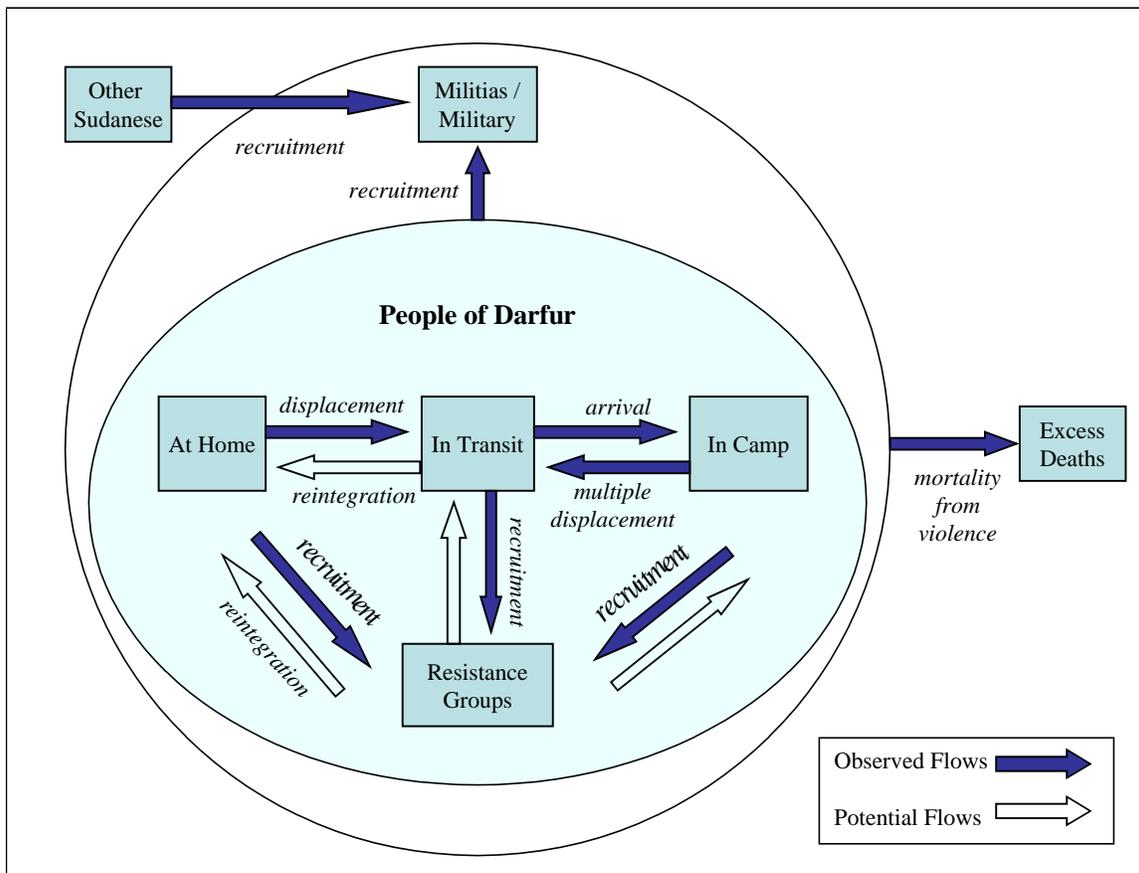 Other
Sudanese
recruitment
Militias /
Military
recruitment
People of Darfur
At Home
displacement
reintegration
In Transit
arrival
multiple
displacement
In Camp
mortality
from
violence
Excess
Deaths
recruitment
reintegration
recruitment
recruitment
Resistance
Groups
Observed Flows
Potential Flows